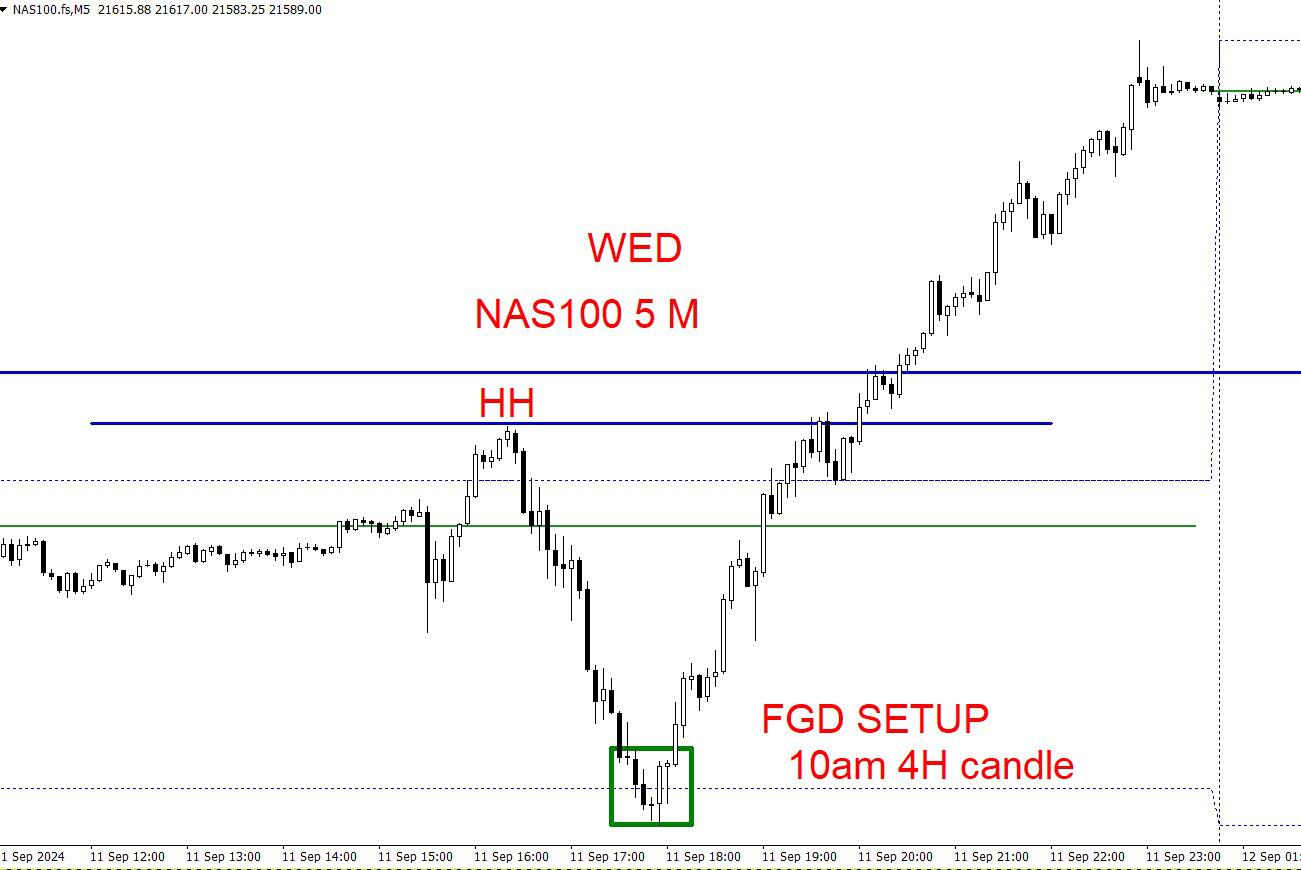 NAS100.fs,M5 21615.88 21617.00 21583.25 21589.00
WED
NAS100 5 M
HH
FGD SETUP
10am 4H candle
1 Sep 2024 11 Sep 12:00 11 Sep 13:00 11 Sep 14:00 11 Sep 15:00 11 Sep 16:00 11 Sep 17:00 11 Sep 18:00 11 Sep 19:00 11 Sep 20:00 11 Sep 21:00 11 Sep 22:00 11 Sep 23:00 12 Sep 01: